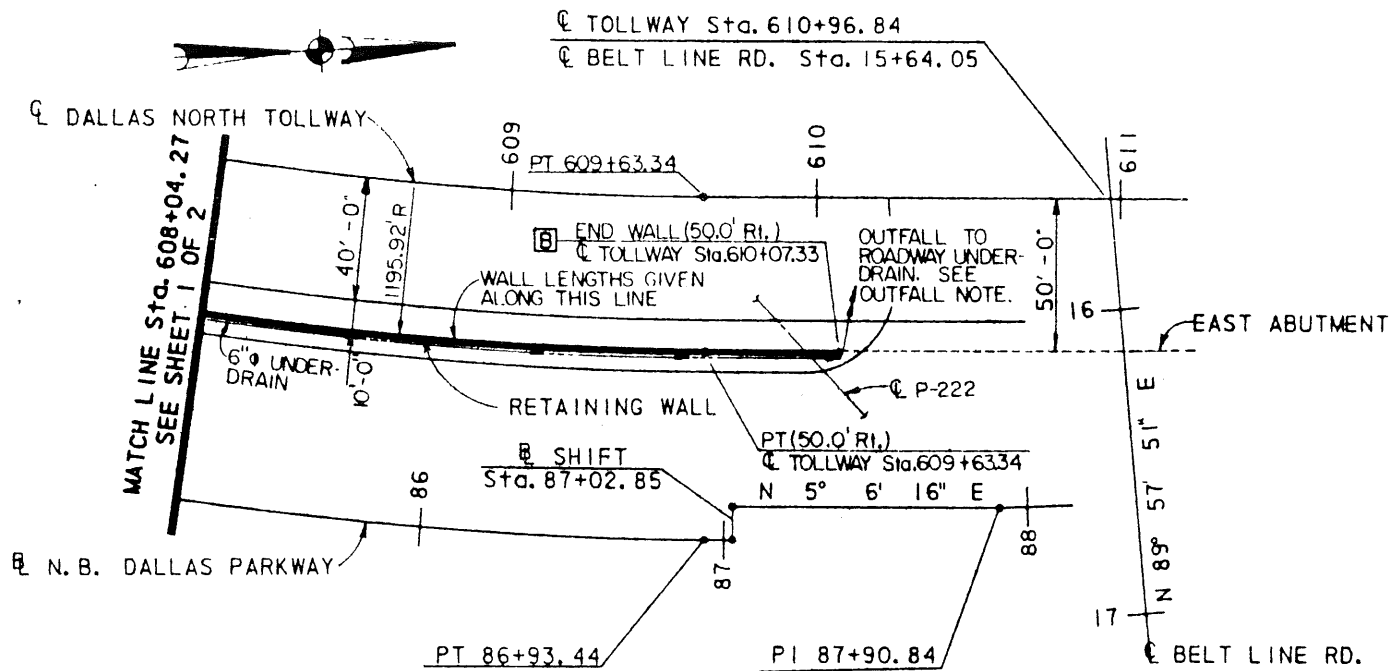 ℄ TOLLWAY Sta. 610+96.84
℄ BELT LINE RD. Sta. 15+64.05
℄ DALLAS NORTH TOLLWAY
MATCH LINE Sta. 608+04.27
SEE SHEET 1 OF 2
609
PT 609+63.34
610
611
40'-0"
1195.92' R
B END WALL (50.0' Rt.)
℄ TOLLWAY Sta. 610+07.33
WALL LENGTHS GIVEN
ALONG THIS LINE
OUTFALL TO
ROADWAY UNDER-
DRAIN. SEE
OUTFALL NOTE.
50'-0"
16
EAST ABUTMENT
6"φ UNDER-
DRAIN
10'-0"
RETAINING WALL
℄ P-222
PT (50.0' Rt.)
℄ TOLLWAY Sta. 609+63.34
BL SHIFT
Sta. 87+02.85
N 5° 6' 16" E
86
87
88
N 89° 57' 51" E
17
BL N.B. DALLAS PARKWAY
PT 86+93.44
PI 87+90.84
℄ BELT LINE RD.